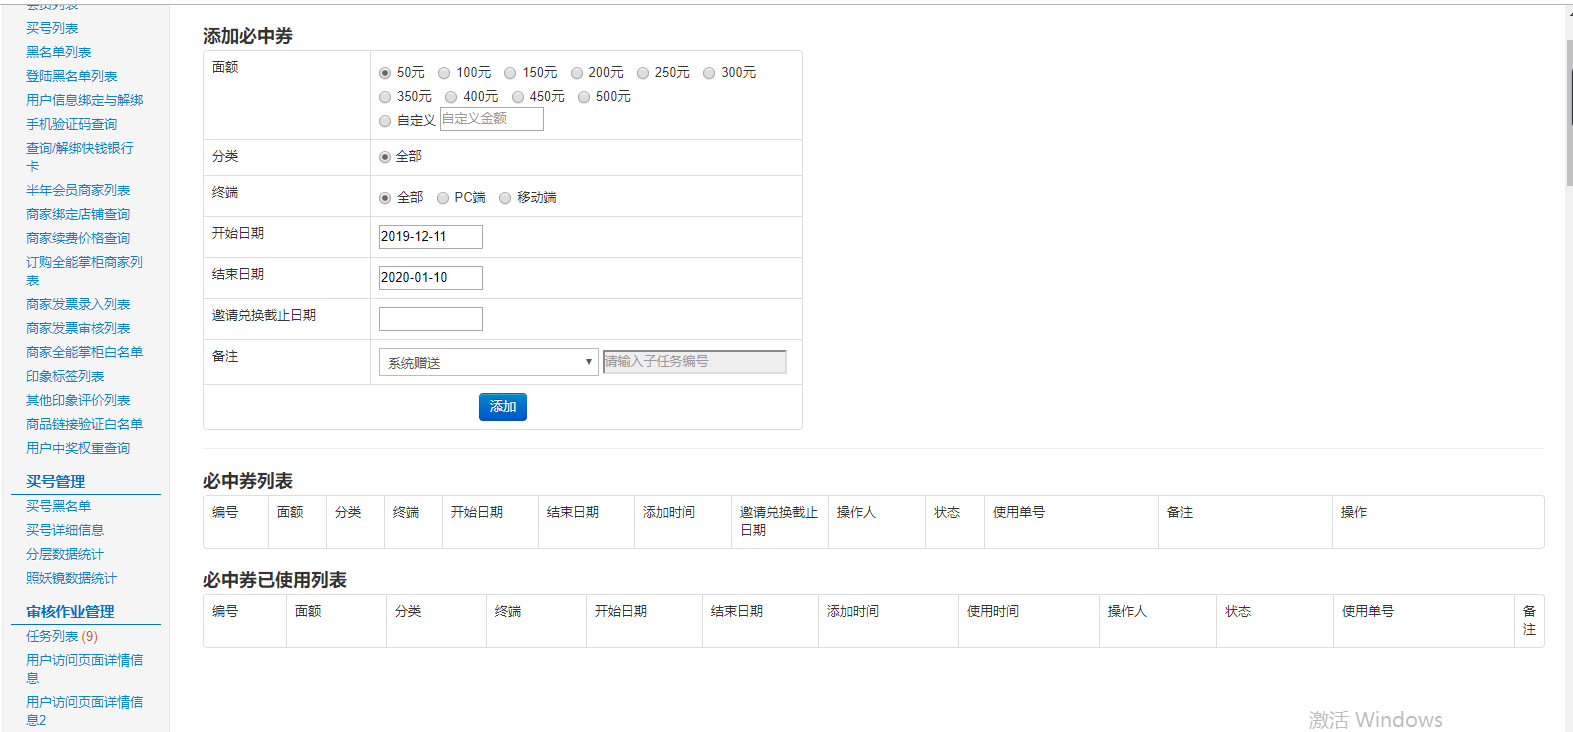 会员列表
买号列表
黑名单列表
登陆黑名单列表
用户信息绑定与解绑
手机验证码查询
查询/解绑快钱银行
卡
半年会员商家列表
商家绑定店铺查询
商家续费价格查询
订购全能掌柜商家列
表
商家发票录入列表
商家发票审核列表
商家全能掌柜白名单
印象标签列表
其他印象评价列表
商品链接验证白名单
用户中奖权重查询
买号管理
买号黑名单
买号详细信息
分层数据统计
照妖镜数据统计
审核作业管理
任务列表 (9)
用户访问页面详情信
息
用户访问页面详情信
息2
添加必中券
面额
50元 100元 150元 200元 250元 300元
350元 400元 450元 500元
自定义 自定义金额
分类 全部
终端 全部 PC端 移动端
开始日期 2019-12-11
结束日期 2020-01-10
邀请兑换截止日期
备注 系统赠送 请输入子任务编号
添加
必中券列表
编号 面额 分类 终端 开始日期 结束日期 添加时间 邀请兑换截止 操作人 状态 使用单号 备注 操作
日期
必中券已使用列表
编号 面额 分类 终端 开始日期 结束日期 添加时间 使用时间 操作人 状态 使用单号 备
注
激活 Windows